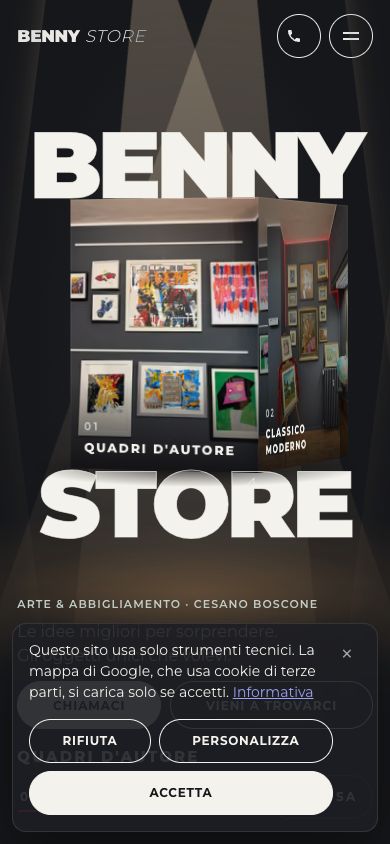 BENNY STORE
BENNY
01
QUADRI D'AUTORE
02
CLASSICO
MODERNO
STORE
ARTE & ABBIGLIAMENTO · CESANO BOSCONE
Le idee migliori per sorprendere.
Questo sito usa solo strumenti tecnici. La
mappa di Google, che usa cookie di terze
parti, si carica solo se accetti. Informativa
CHIAMACI
VIENI A TROVARCI
RIFIUTA
PERSONALIZZA
QUADRI D'AUTORE
ACCETTA